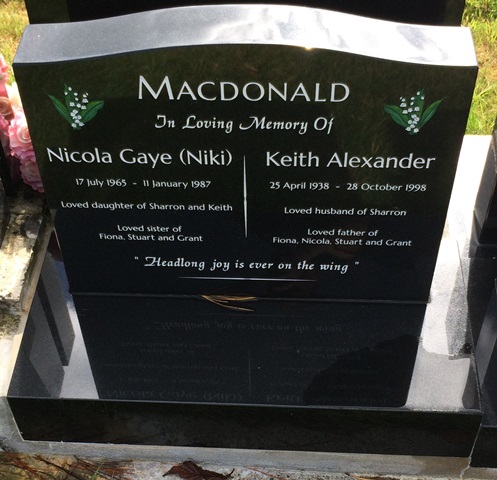 MACDONALD
In Loving Memory Of
Nicola Gaye (Niki)
17 July 1965 - 11 January 1987
Loved daughter of Sharron and Keith
Loved sister of
Fiona, Stuart and Grant
Keith Alexander
25 April 1938 - 28 October 1998
Loved husband of Sharron
Loved father of
Fiona, Nicola, Stuart and Grant
" Headlong joy is ever on the wing "